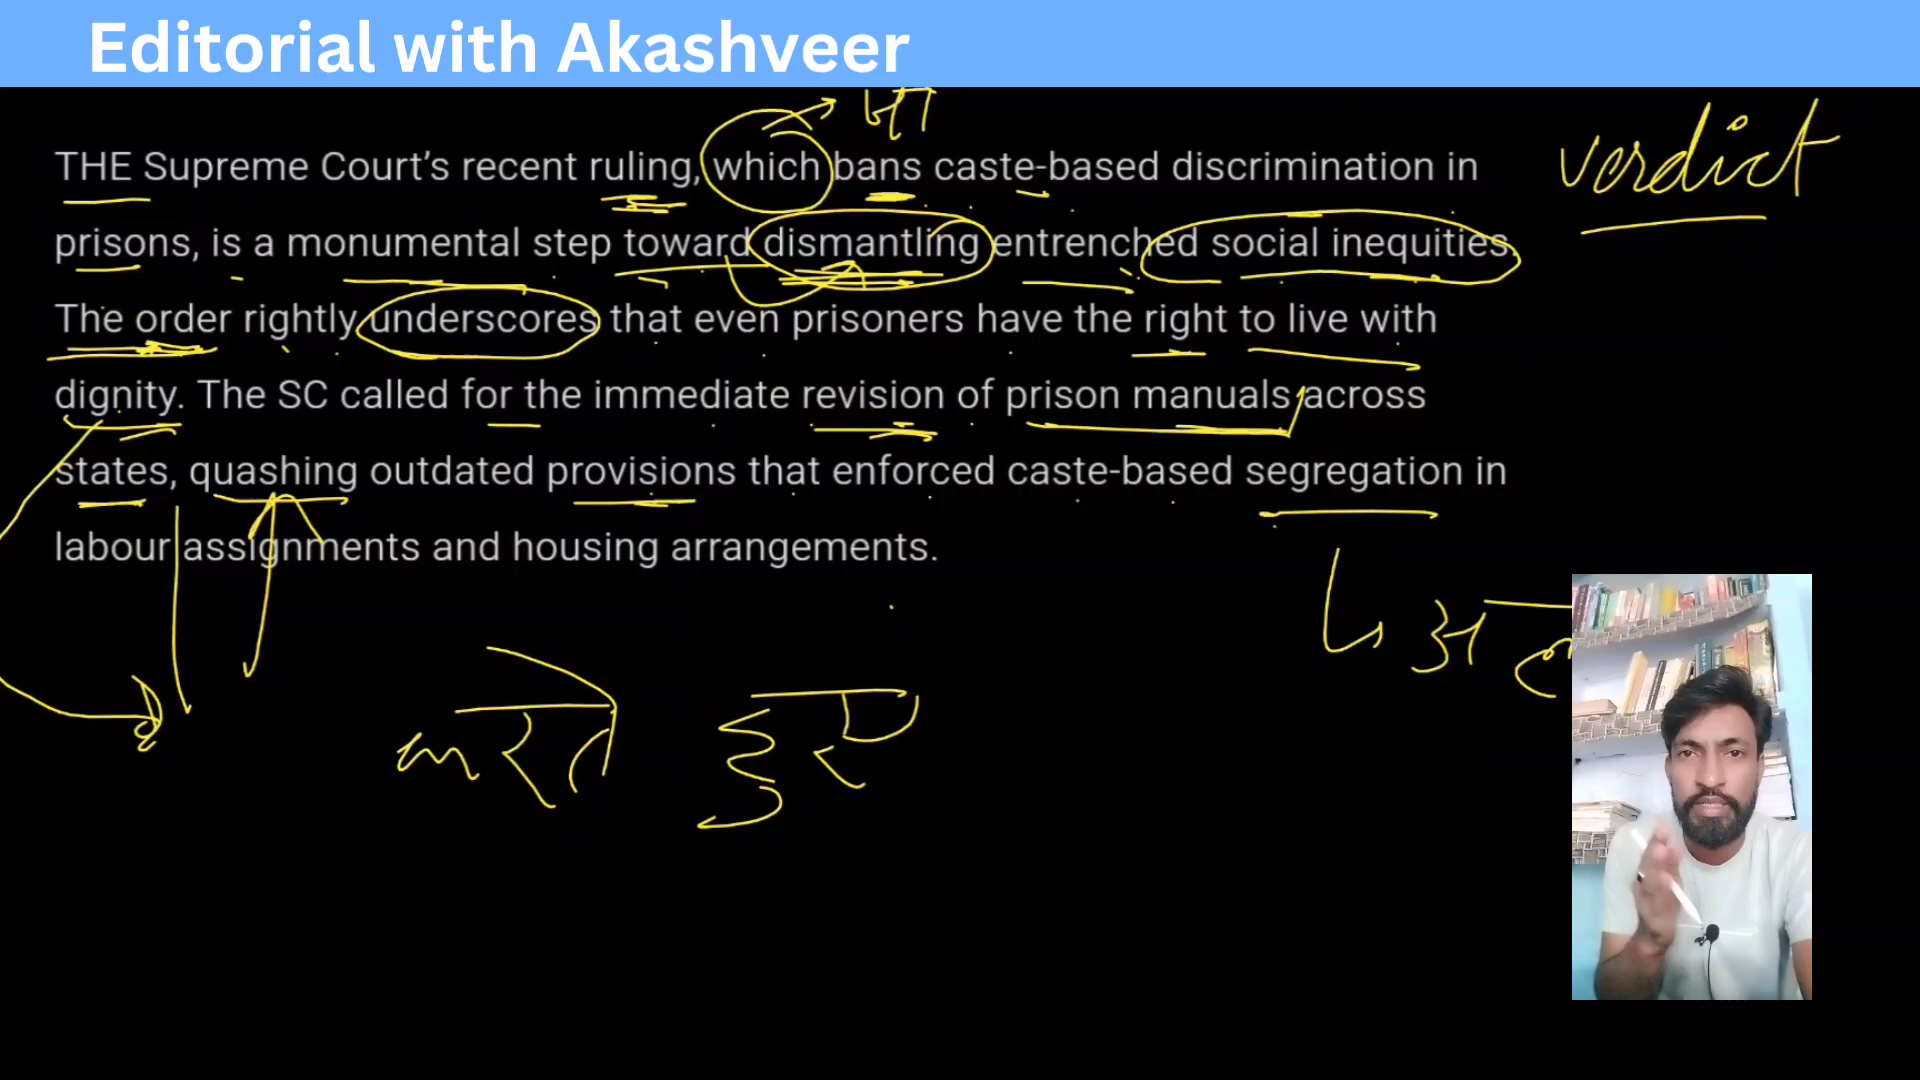 Editorial with Akashveer
THE Supreme Court’s recent ruling, which bans caste-based discrimination in
prisons, is a monumental step toward dismantling entrenched social inequities.
The order rightly underscores that even prisoners have the right to live with
dignity. The SC called for the immediate revision of prison manuals across
states, quashing outdated provisions that enforced caste-based segregation in
labour assignments and housing arrangements.
verdict
करते हुए